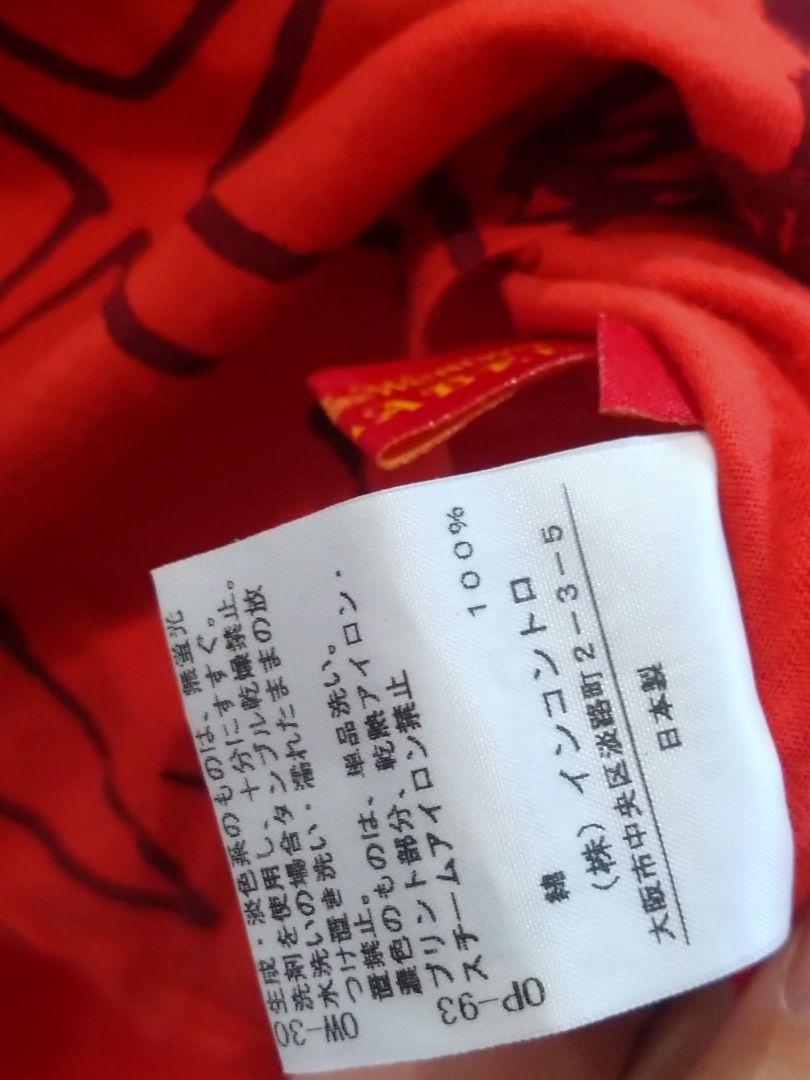 生成・淡色系のものは、無蛍光
洗剤を使用し、十分にすすぐ。
水洗いの場合タンブル乾燥禁止。
つけ置き洗い・濡れたままの放
置禁止。
濃色のものは、単品洗い。
プリント部分、乾熱アイロン・
スチームアイロン禁止
QP-93
綿 100%
(株)インコントロ
大阪市中央区淡路町2-3-5
日本製